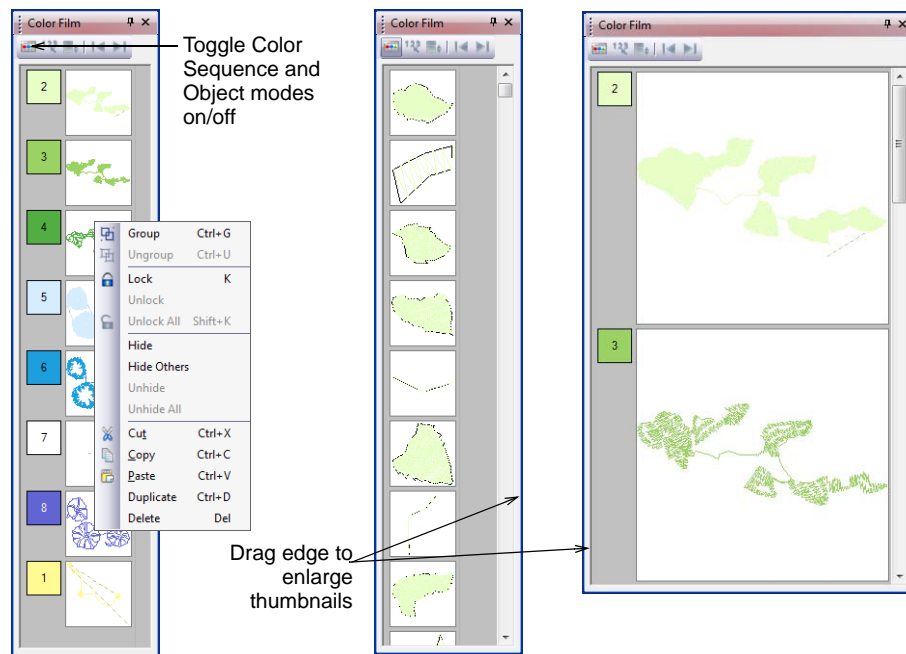 Color Film
Toggle Color
Sequence and
Object modes
on/off
2
3
4
5
6
7
8
1
Group Ctrl+G
Ungroup Ctrl+U
Lock K
Unlock
Unlock All Shift+K
Hide
Hide Others
Unhide
Unhide All
Cut Ctrl+X
Copy Ctrl+C
Paste Ctrl+V
Duplicate Ctrl+D
Delete Del
Color Film
Drag edge to
enlarge
thumbnails
Color Film
2
3